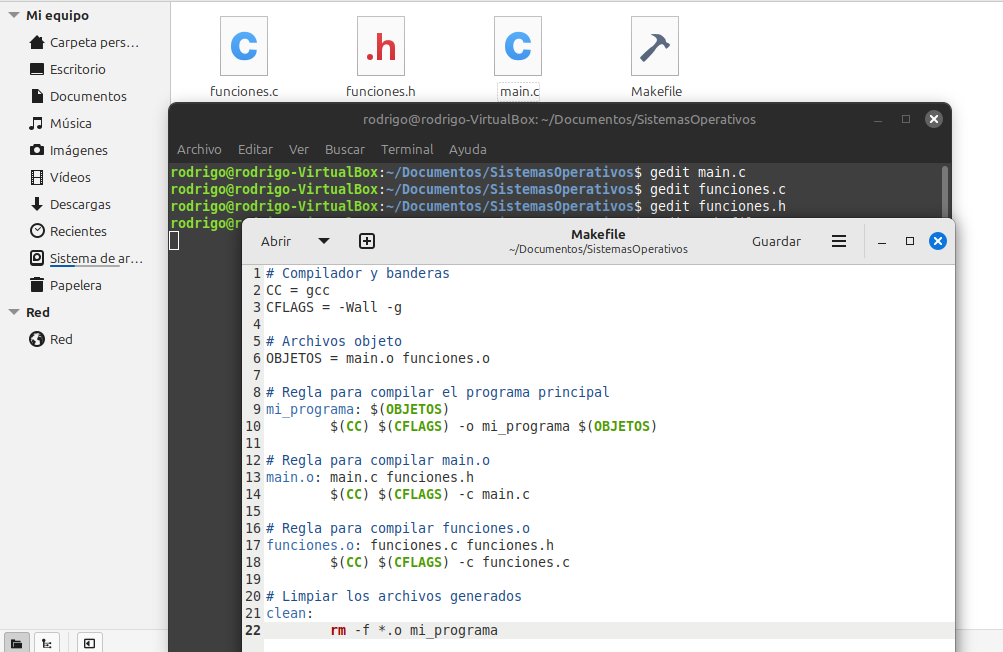 Mi equipo
Carpeta pers...
Escritorio
Documentos
Música
Imágenes
Vídeos
Descargas
Recientes
Sistema de ar...
Papelera
Red
Red
C
.h
C
funciones.c
funciones.h
main.c
Makefile
rodrigo@rodrigo-VirtualBox: ~/Documentos/SistemasOperativos
Archivo Editar Ver Buscar Terminal Ayuda
rodrigo@rodrigo-VirtualBox:~/Documentos/SistemasOperativos$ gedit main.c
rodrigo@rodrigo-VirtualBox:~/Documentos/SistemasOperativos$ gedit funciones.c
rodrigo@rodrigo-VirtualBox:~/Documentos/SistemasOperativos$ gedit funciones.h
rodrigo@r
Abrir
Makefile
~/Documentos/SistemasOperativos
Guardar
1 # Compilador y banderas
2 CC = gcc
3 CFLAGS = -Wall -g
4
5 # Archivos objeto
6 OBJETOS = main.o funciones.o
7
8 # Regla para compilar el programa principal
9 mi_programa: $(OBJETOS)
10 $(CC) $(CFLAGS) -o mi_programa $(OBJETOS)
11
12 # Regla para compilar main.o
13 main.o: main.c funciones.h
14 $(CC) $(CFLAGS) -c main.c
15
16 # Regla para compilar funciones.o
17 funciones.o: funciones.c funciones.h
18 $(CC) $(CFLAGS) -c funciones.c
19
20 # Limpiar los archivos generados
21 clean:
22 rm -f *.o mi_programa